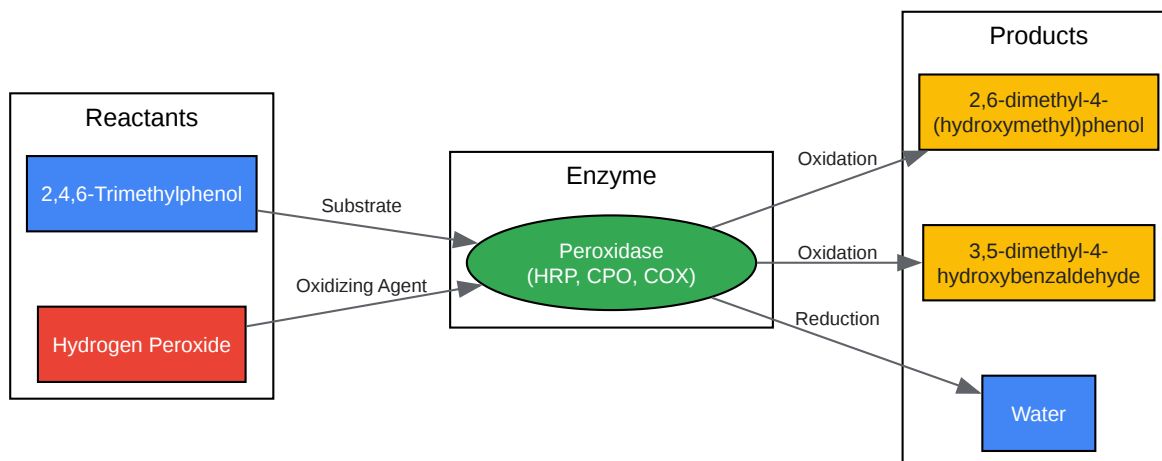 Reactants
2,4,6-Trimethylphenol
Hydrogen Peroxide
Substrate
Oxidizing Agent
Enzyme
Peroxidase
(HRP, CPO, COX)
Oxidation
Oxidation
Reduction
Products
2,6-dimethyl-4-
(hydroxymethyl)phenol
3,5-dimethyl-4-
hydroxybenzaldehyde
Water